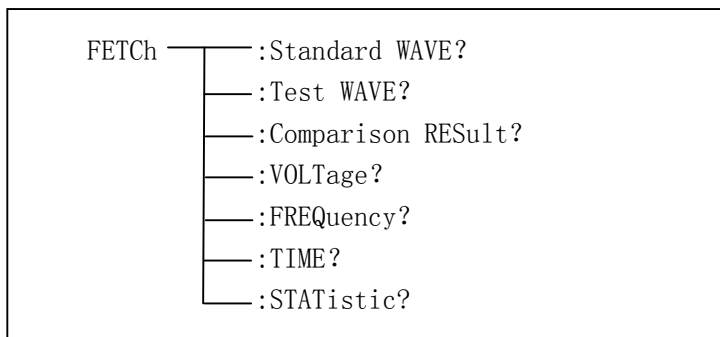 FETCh :Standard WAVE?
:Test WAVE?
:Comparison RESult?
:VOLTage?
:FREQuency?
:TIME?
:STATistic?